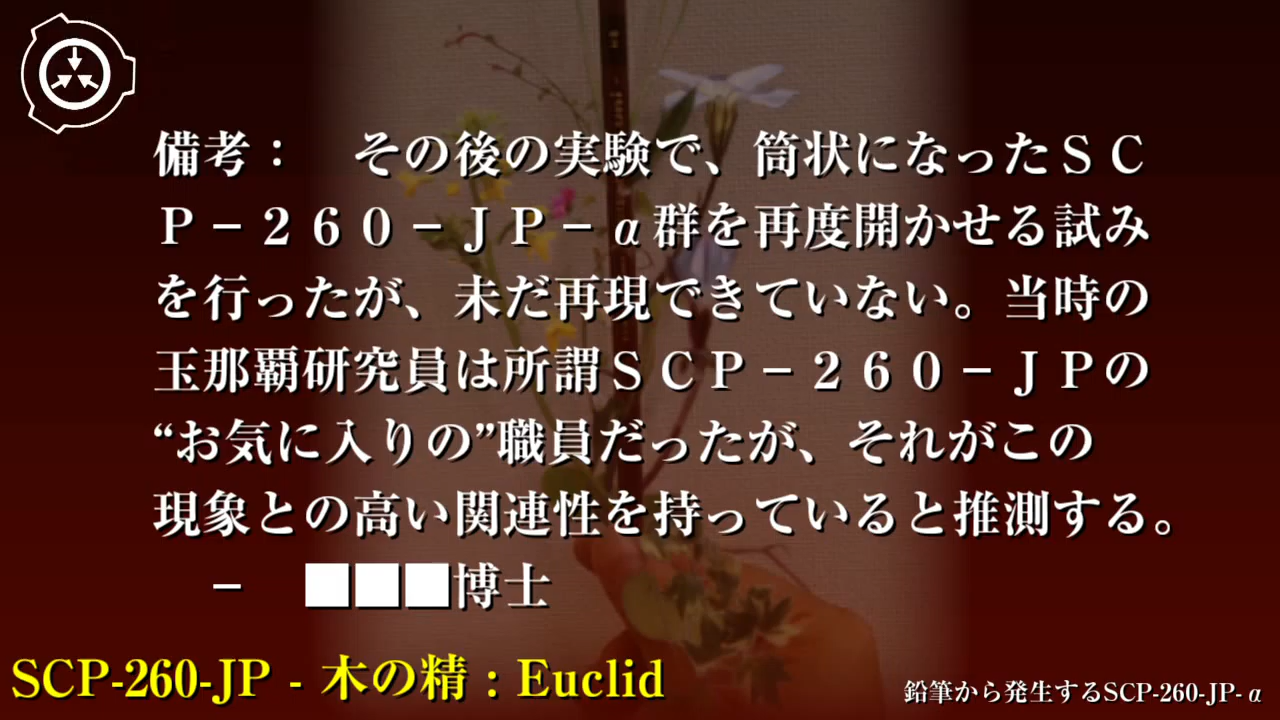 備考：　その後の実験で、筒状になったＳＣ
Ｐ－２６０－ＪＰ－α群を再度開かせる試み
を行ったが、未だ再現できていない。当時の
玉那覇研究員は所謂ＳＣＰ－２６０－ＪＰの
“お気に入りの”職員だったが、それがこの
現象との高い関連性を持っていると推測する。
－　■■■博士
SCP-260-JP - 木の精 : Euclid
鉛筆から発生するSCP-260-JP-α